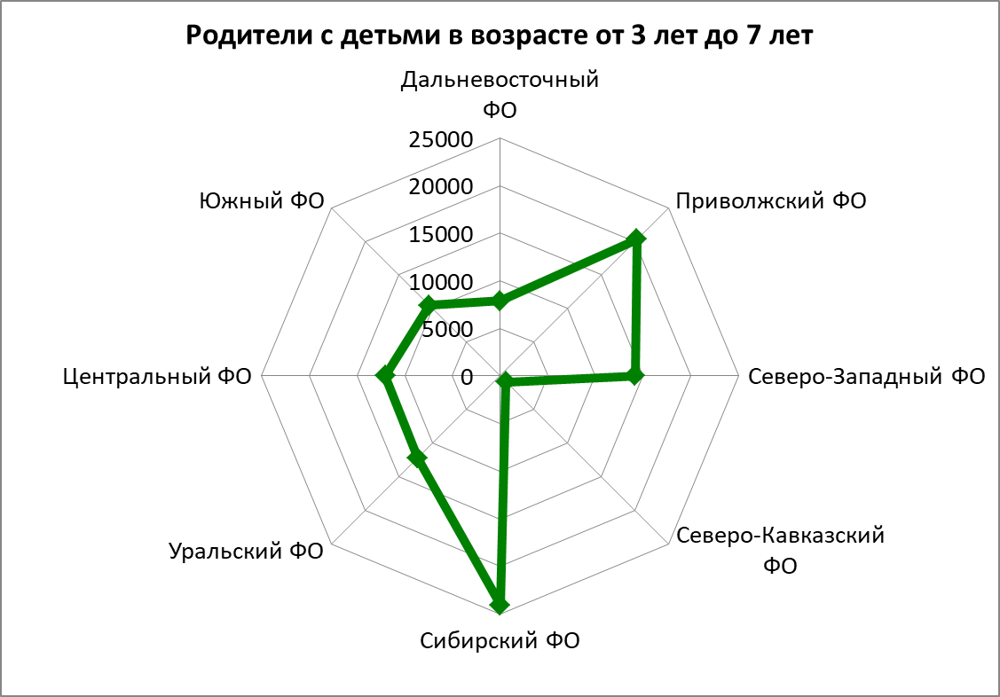 Родители с детьми в возрасте от 3 лет до 7 лет
Дальневосточный
ФО
25000
20000
15000
10000
5000
0
Приволжский ФО
Северо-Западный ФО
Северо-Кавказский
ФО
Сибирский ФО
Уральский ФО
Центральный ФО
Южный ФО